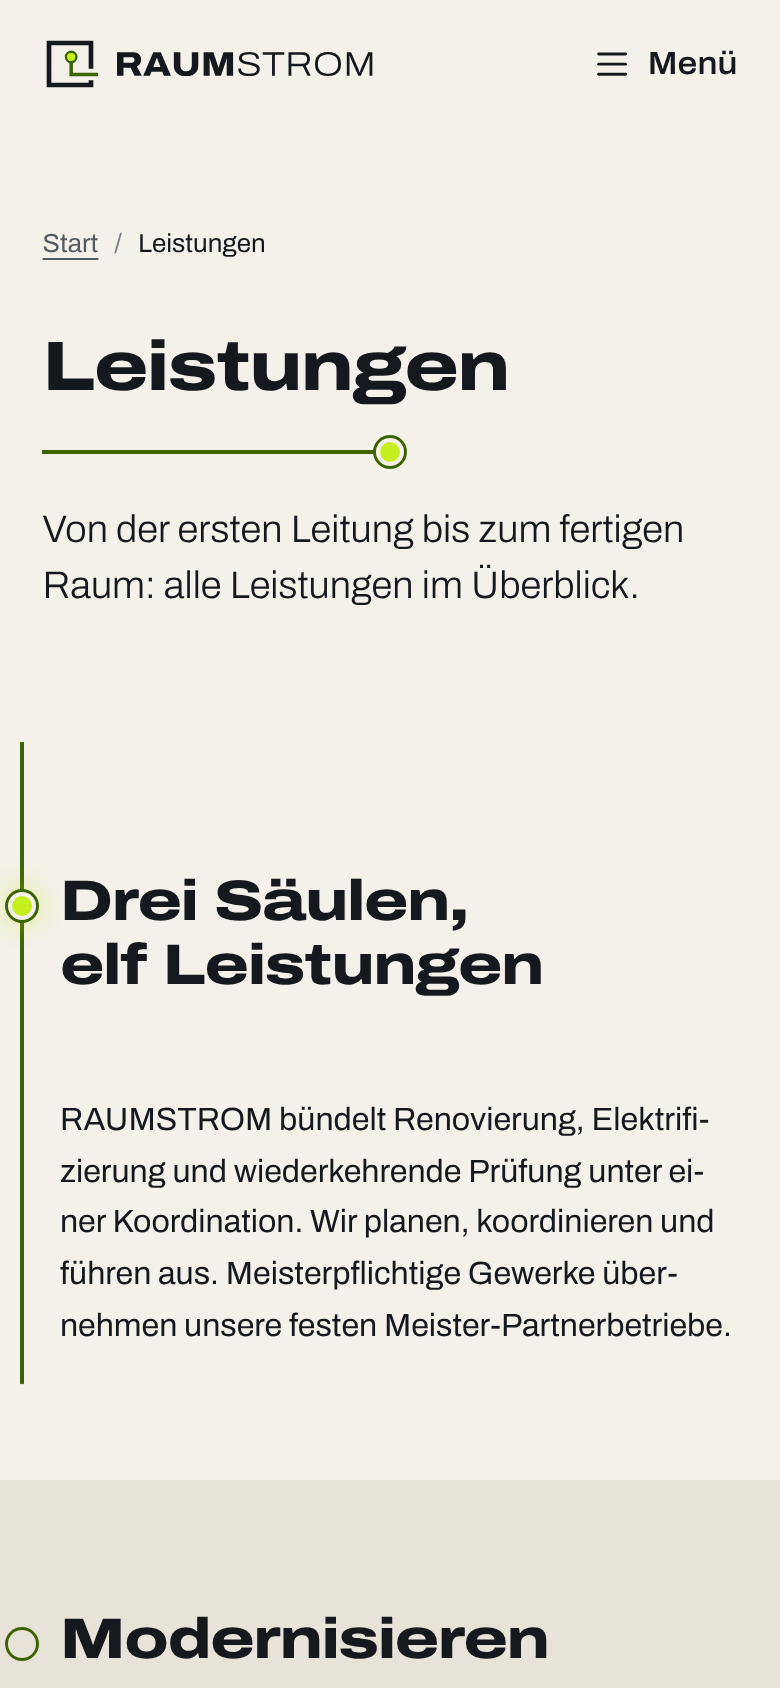 RAUMSTROM
Menü
Start / Leistungen
Leistungen
Von der ersten Leitung bis zum fertigen
Raum: alle Leistungen im Überblick.
Drei Säulen,
elf Leistungen
RAUMSTROM bündelt Renovierung, Elektrifi-
zierung und wiederkehrende Prüfung unter ei-
ner Koordination. Wir planen, koordinieren und
führen aus. Meisterpflichtige Gewerke über-
nehmen unsere festen Meister-Partnerbetriebe.
Modernisieren